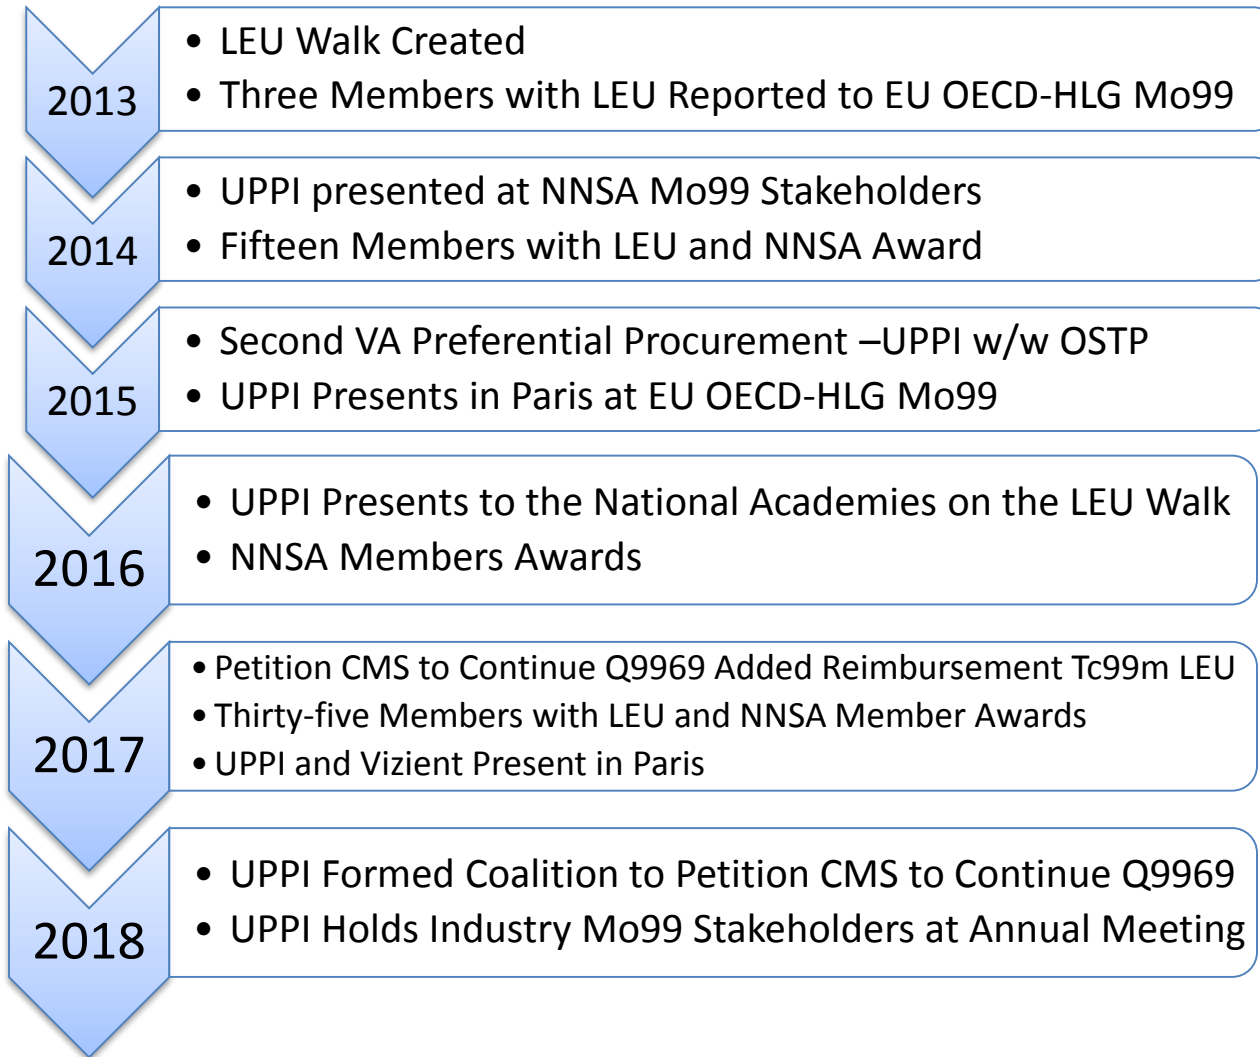 2013
• LEU Walk Created
• Three Members with LEU Reported to EU OECD-HLG Mo99
2014
• UPPI presented at NNSA Mo99 Stakeholders
• Fifteen Members with LEU and NNSA Award
2015
• Second VA Preferential Procurement –UPPI w/w OSTP
• UPPI Presents in Paris at EU OECD-HLG Mo99
2016
• UPPI Presents to the National Academies on the LEU Walk
• NNSA Members Awards
2017
• Petition CMS to Continue Q9969 Added Reimbursement Tc99m LEU
• Thirty-five Members with LEU and NNSA Member Awards
• UPPI and Vizient Present in Paris
2018
• UPPI Formed Coalition to Petition CMS to Continue Q9969
• UPPI Holds Industry Mo99 Stakeholders at Annual Meeting